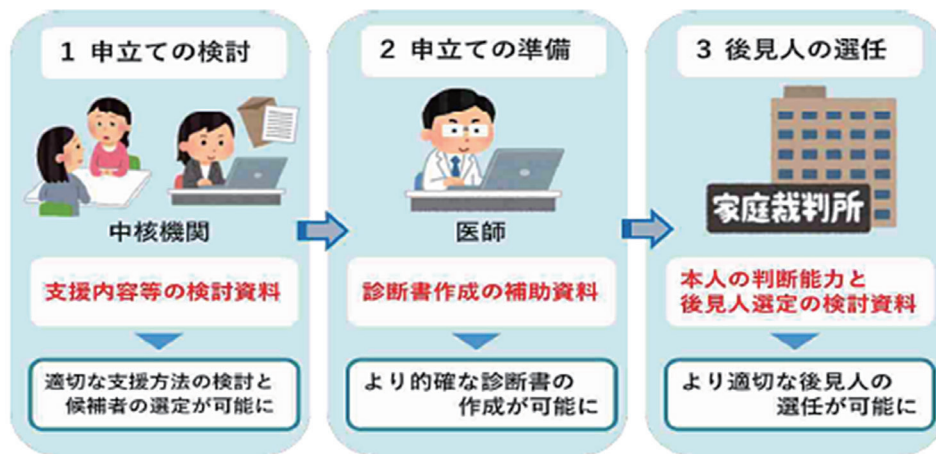 1 申立ての検討
中核機関
支援内容等の検討資料
適切な支援方法の検討と
候補者の選定が可能に
2 申立ての準備
医師
診断書作成の補助資料
より的確な診断書の
作成が可能に
3 後見人の選任
家庭裁判所
本人の判断能力と
後見人選定の検討資料
より適切な後見人の
選任が可能に